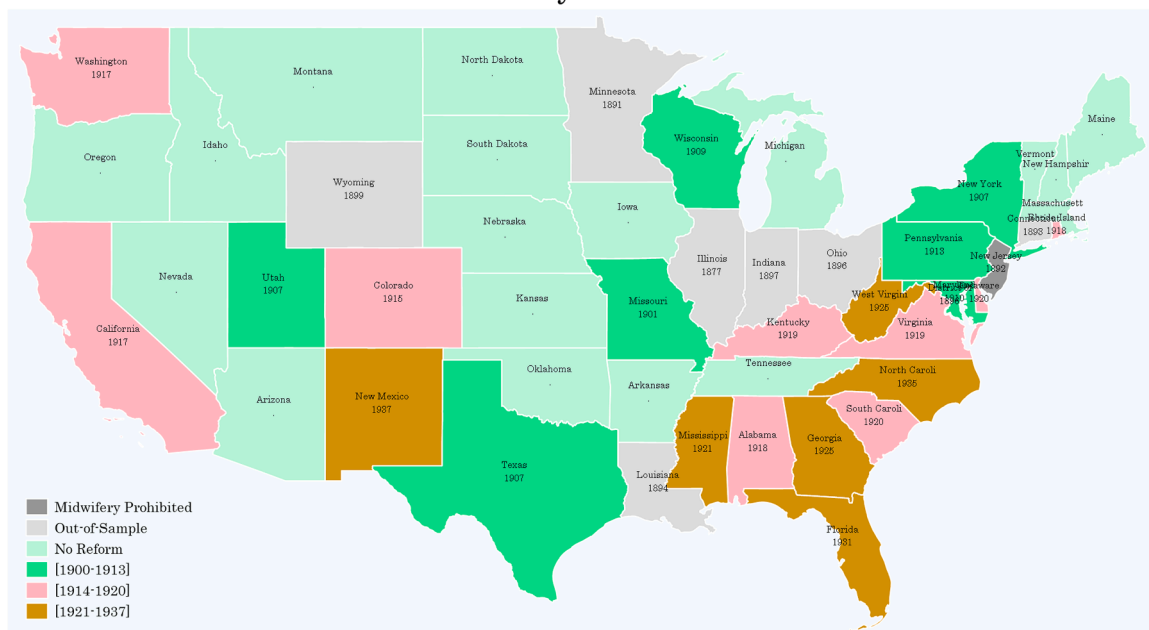 Washington
1917
Montana
North Dakota
Minnesota
1891
Maine
Oregon
Idaho
South Dakota
Wisconsin
1909
Michigan
Vermont
New Hampshir
Wyoming
1899
Iowa
New York
1907
Massachusett
Nebraska
Rhode Island
1893
1918
Nevada
Utah
1907
Colorado
1915
Illinois
1877
Indiana
1897
Ohio
1896
Pennsylvania
1913
New Jersey
1892
Kansas
Missouri
1901
West Virgini
1925
1920
California
1917
Kentucky
1919
Virginia
1919
Arizona
New Mexico
1937
Oklahoma
Arkansas
Tennessee
North Caroli
1935
South Caroli
1920
Texas
1907
Louisiana
1894
Mississippi
1921
Alabama
1918
Georgia
1925
Florida
1931
Midwifery Prohibited
Out-of-Sample
No Reform
[1900-1913]
[1914-1920]
[1921-1937]